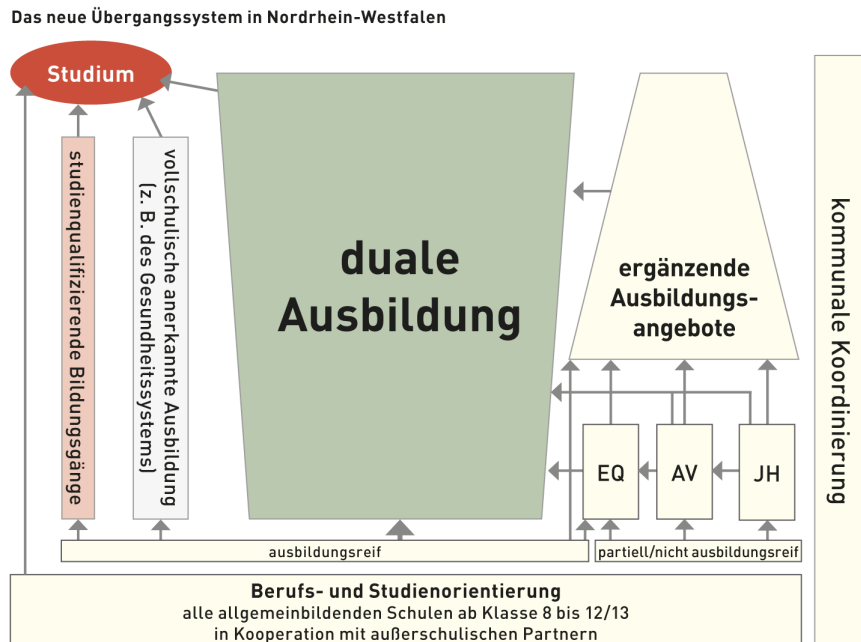 Das neue Übergangssystem in Nordrhein-Westfalen
Studium
studienqualifizierende Bildungsgänge
vollschulische anerkannte Ausbildung
(z. B. des Gesundheitssystems)
duale
Ausbildung
ergänzende
Ausbildungs-
angebote
kommunale Koordinierung
EQ
AV
JH
ausbildungsreif
partiell/nicht ausbildungsreif
Berufs- und Studienorientierung
alle allgemeinbildenden Schulen ab Klasse 8 bis 12/13
in Kooperation mit außerschulischen Partnern